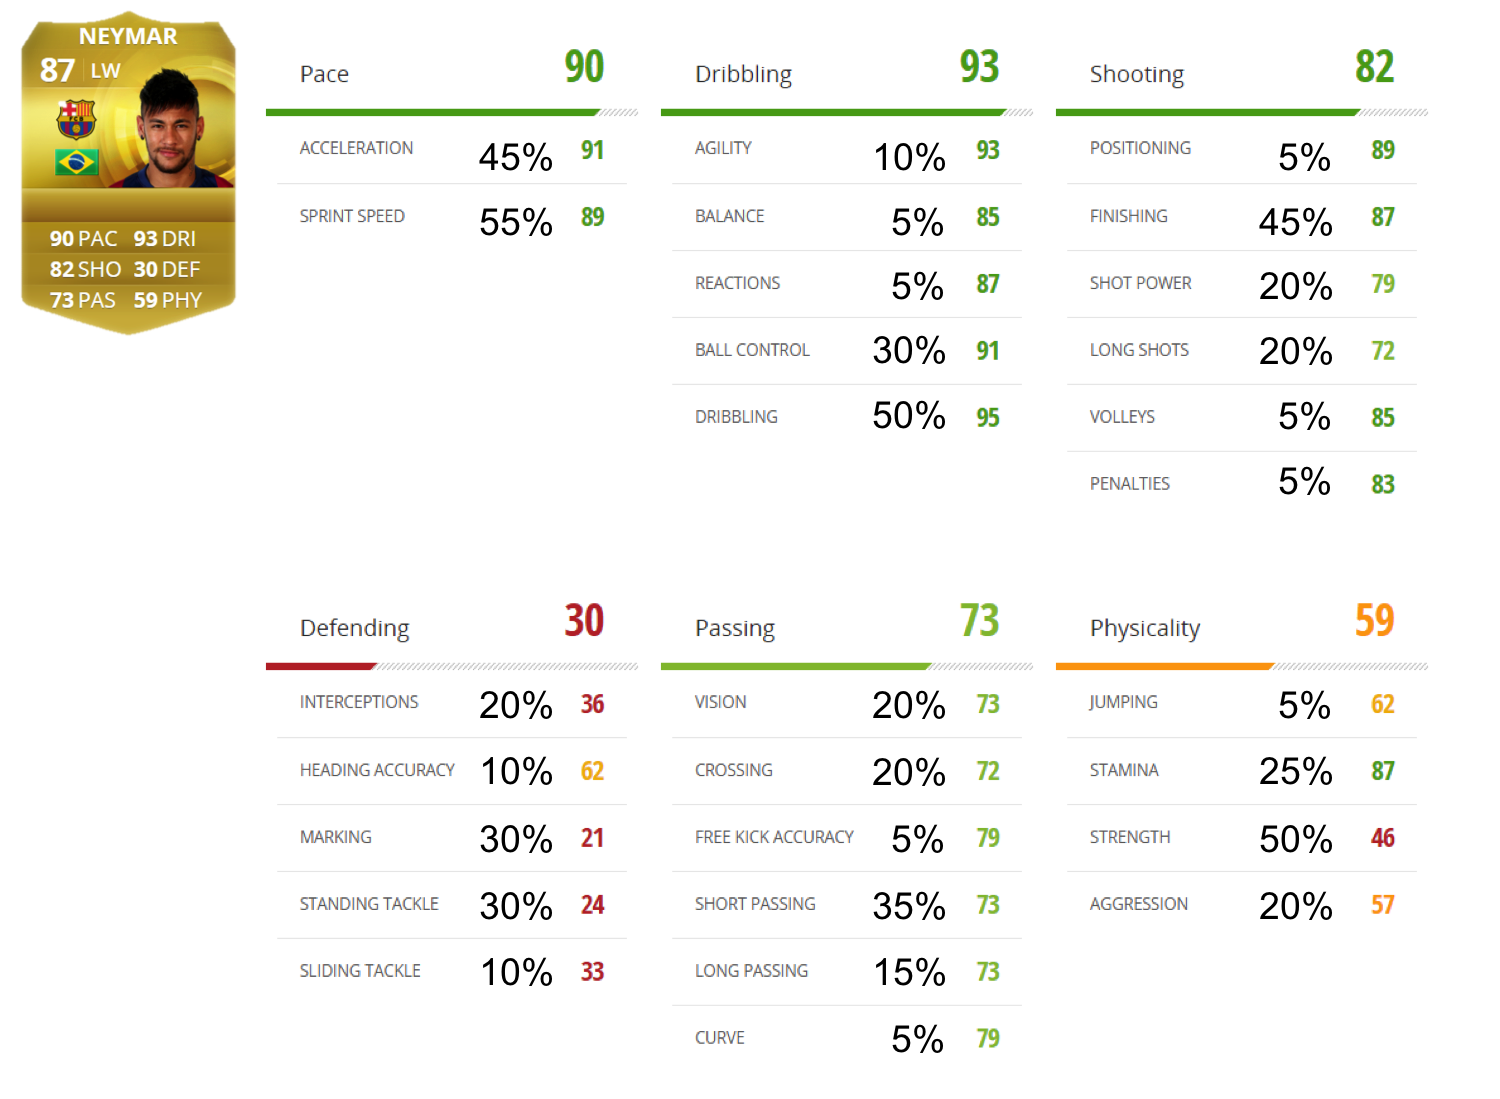 NEYMAR
87 LW
FCB
90 PAC 93 DRI
82 SHO 30 DEF
73 PAS 59 PHY
Pace 90
ACCELERATION 45% 91
SPRINT SPEED 55% 89
Dribbling 93
AGILITY 10% 93
BALANCE 5% 85
REACTIONS 5% 87
BALL CONTROL 30% 91
DRIBBLING 50% 95
Shooting 82
POSITIONING 5% 89
FINISHING 45% 87
SHOT POWER 20% 79
LONG SHOTS 20% 72
VOLLEYS 5% 85
PENALTIES 5% 83
Defending 30
INTERCEPTIONS 20% 36
HEADING ACCURACY 10% 62
MARKING 30% 21
STANDING TACKLE 30% 24
SLIDING TACKLE 10% 33
Passing 73
VISION 20% 73
CROSSING 20% 72
FREE KICK ACCURACY 5% 79
SHORT PASSING 35% 73
LONG PASSING 15% 73
CURVE 5% 79
Physicality 59
JUMPING 5% 62
STAMINA 25% 87
STRENGTH 50% 46
AGGRESSION 20% 57